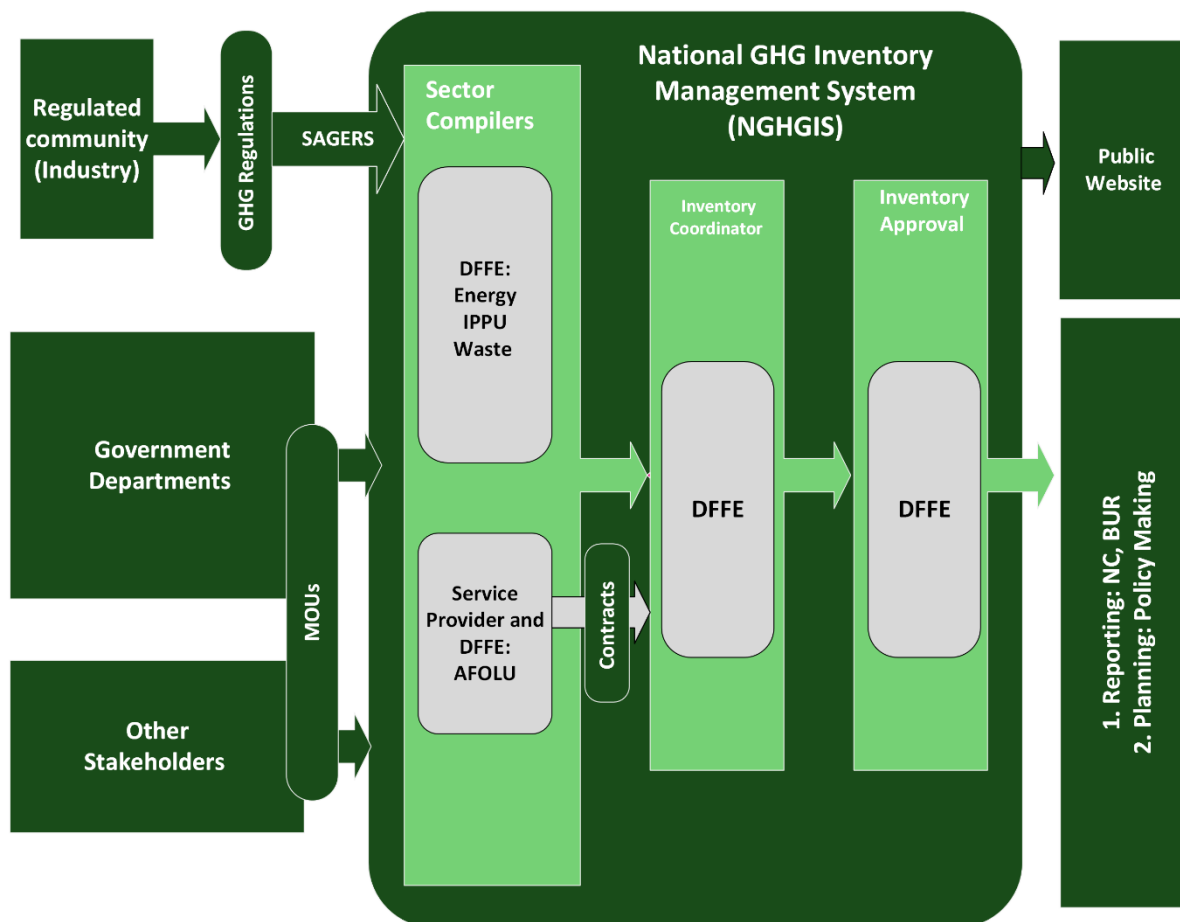 Regulated
community
(Industry)
GHG Regulations
SAGERS
National GHG Inventory
Management System
(NGHGIS)
Sector
Compilers
DFFE:
Energy
IPPU
Waste
Service
Provider and
DFFE:
AFOLU
Contracts
Inventory
Coordinator
DFFE
Inventory
Approval
DFFE
Public
Website
Government
Departments
MOUs
Other
Stakeholders
1. Reporting: NC, BUR
2. Planning: Policy Making